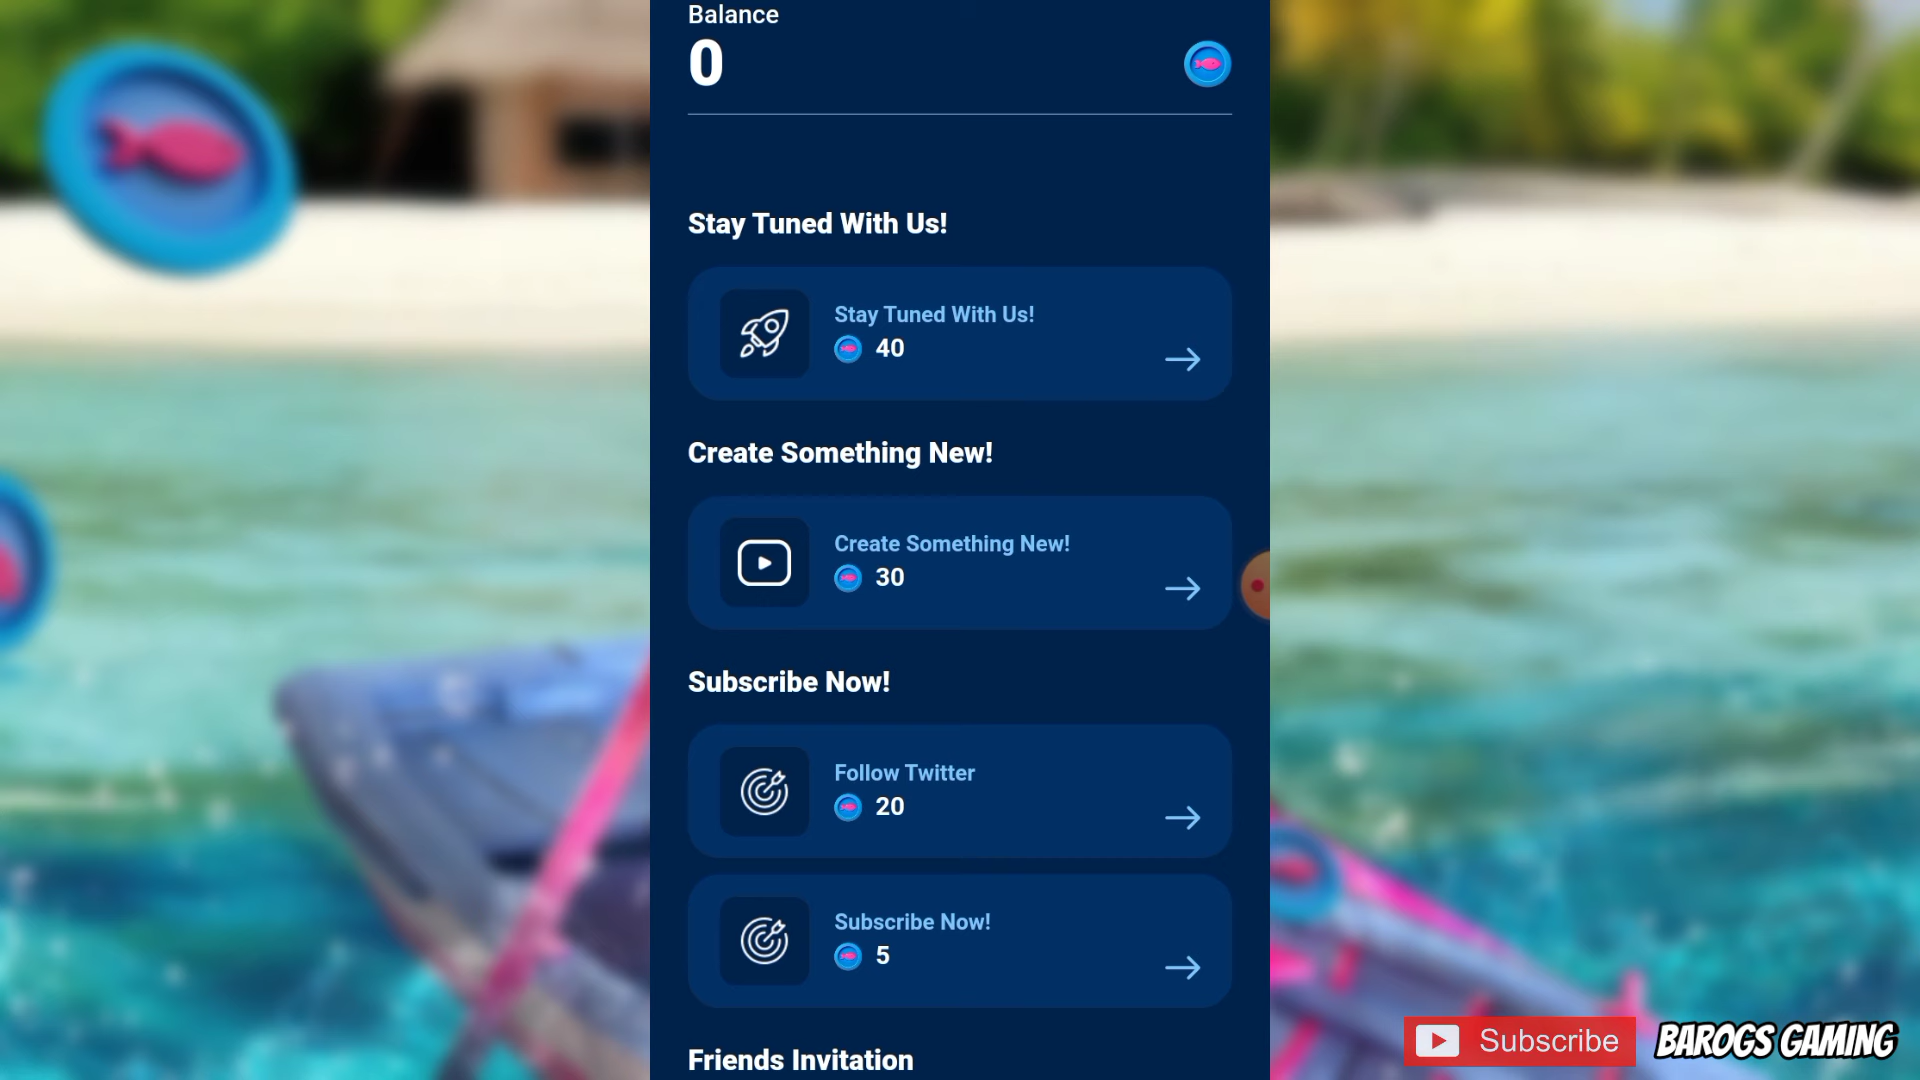 Balance
0
Stay Tuned With Us!
Stay Tuned With Us!
40
Create Something New!
Create Something New!
30
Subscribe Now!
Follow Twitter
20
Subscribe Now!
5
Friends Invitation
Subscribe
BAROGS GAMING